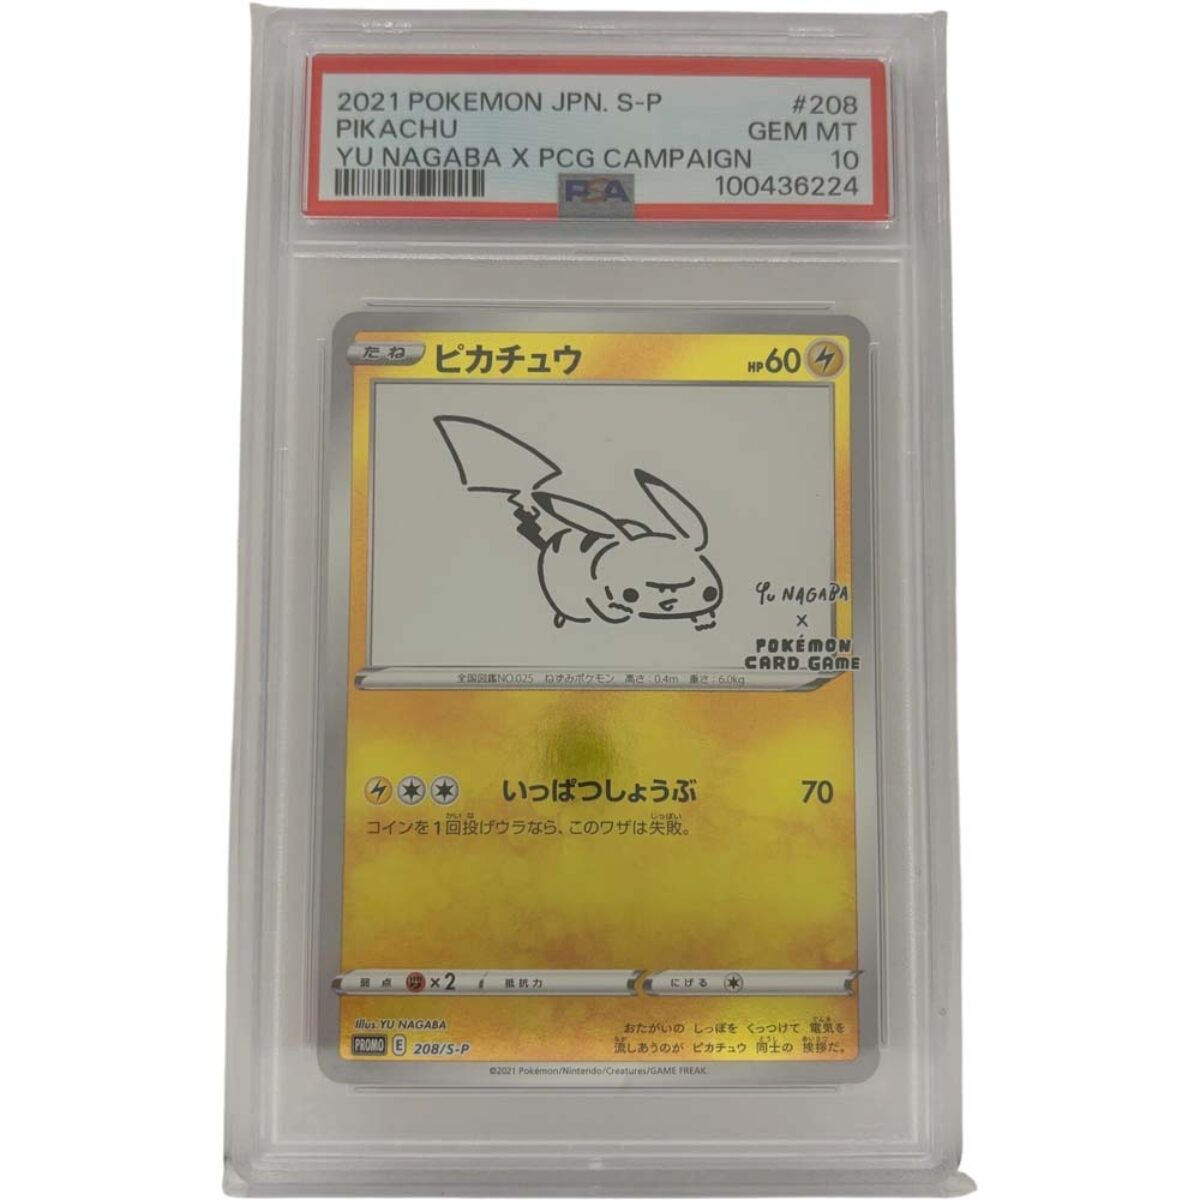 2021 POKEMON JPN. S-P #208
PIKACHU GEM MT
YU NAGABA X PCG CAMPAIGN 10
PSA 100436224
たね ピカチュウ HP60
YU NAGABA
X
POKÉMON
CARD GAME
全国図鑑NO.025 ねずみポケモン 高さ:0.4m 重さ:6.0kg
いっぱつしょうぶ 70
コインを1回投げウラなら、このワザは失敗。
弱点 ×2 抵抗力 にげる
Illus. YU NAGABA
おたがいの しっぽを くっつけて 電気を
PROMO E 208/S-P 流しあうのが ピカチュウ 同士の 挨拶だ。
©2021 Pokémon/Nintendo/Creatures/GAME FREAK.